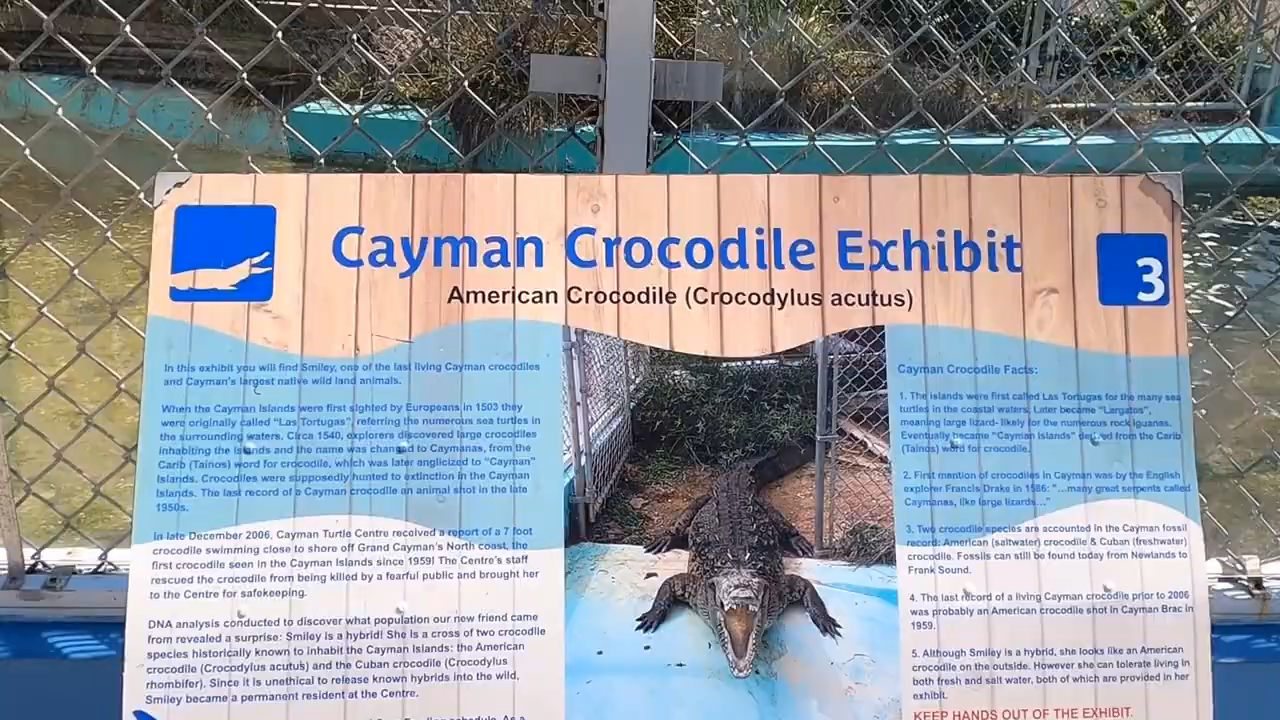 Cayman Crocodile Exhibit
3
American Crocodile (Crocodylus acutus)
In this exhibit you will find Smiley, one of the last living Cayman crocodiles
and Cayman's largest native wild land animals.
When the Cayman Islands were first sighted by Europeans in 1503 they
were originally called "Las Tortugas", referring the numerous sea turtles in
the surrounding waters. Circa 1540, explorers discovered large crocodiles
inhabiting the islands and the name was changed to Caymanas, from the
Carib (Tainos) word for crocodile, which was later anglicized to "Cayman"
Islands. Crocodiles were supposedly hunted to extinction in the Cayman
Islands. The last record of a Cayman crocodile an animal shot in the late
1950s.
In late December 2006, Cayman Turtle Centre received a report of a 7 foot
crocodile swimming close to shore off Grand Cayman's North coast, the
first crocodile seen in the Cayman Islands since 1959! The Centre's staff
rescued the crocodile from being killed by a fearful public and brought her
to the Centre for safekeeping.
DNA analysis conducted to discover what population our new friend came
from revealed a surprise: Smiley is a hybrid! She is a cross of two crocodile
species historically known to inhabit the Cayman Islands: the American
crocodile (Crocodylus acutus) and the Cuban crocodile (Crocodylus
rhombifer). Since it is unethical to release known hybrids into the wild,
Smiley became a permanent resident at the Centre.
schedule. As a
Cayman Crocodile Facts:
1. The islands were first called Las Tortugas for the many sea
turtles in the coastal waters. Later became "Largatos",
meaning large lizard- likely for the numerous rock iguanas.
Eventually became "Cayman Islands" derived from the Carib
(Tainos) word for crocodile.
2. First mention of crocodiles in Cayman was by the English
explorer Francis Drake in 1586: "...many great serpents called
Caymanas, like large lizards..."
3. Two crocodile species are accounted in the Cayman fossil
record: American (saltwater) crocodile & Cuban (freshwater)
crocodile. Fossils can still be found today from Newlands to
Frank Sound.
4. The last record of a living Cayman crocodile prior to 2006
was probably an American crocodile shot in Cayman Brac in
1959.
5. Although Smiley is a hybrid, she looks like an American
crocodile on the outside. However she can tolerate living in
both fresh and salt water, both of which are provided in her
exhibit.
KEEP HANDS OUT OF THE EXHIBIT.